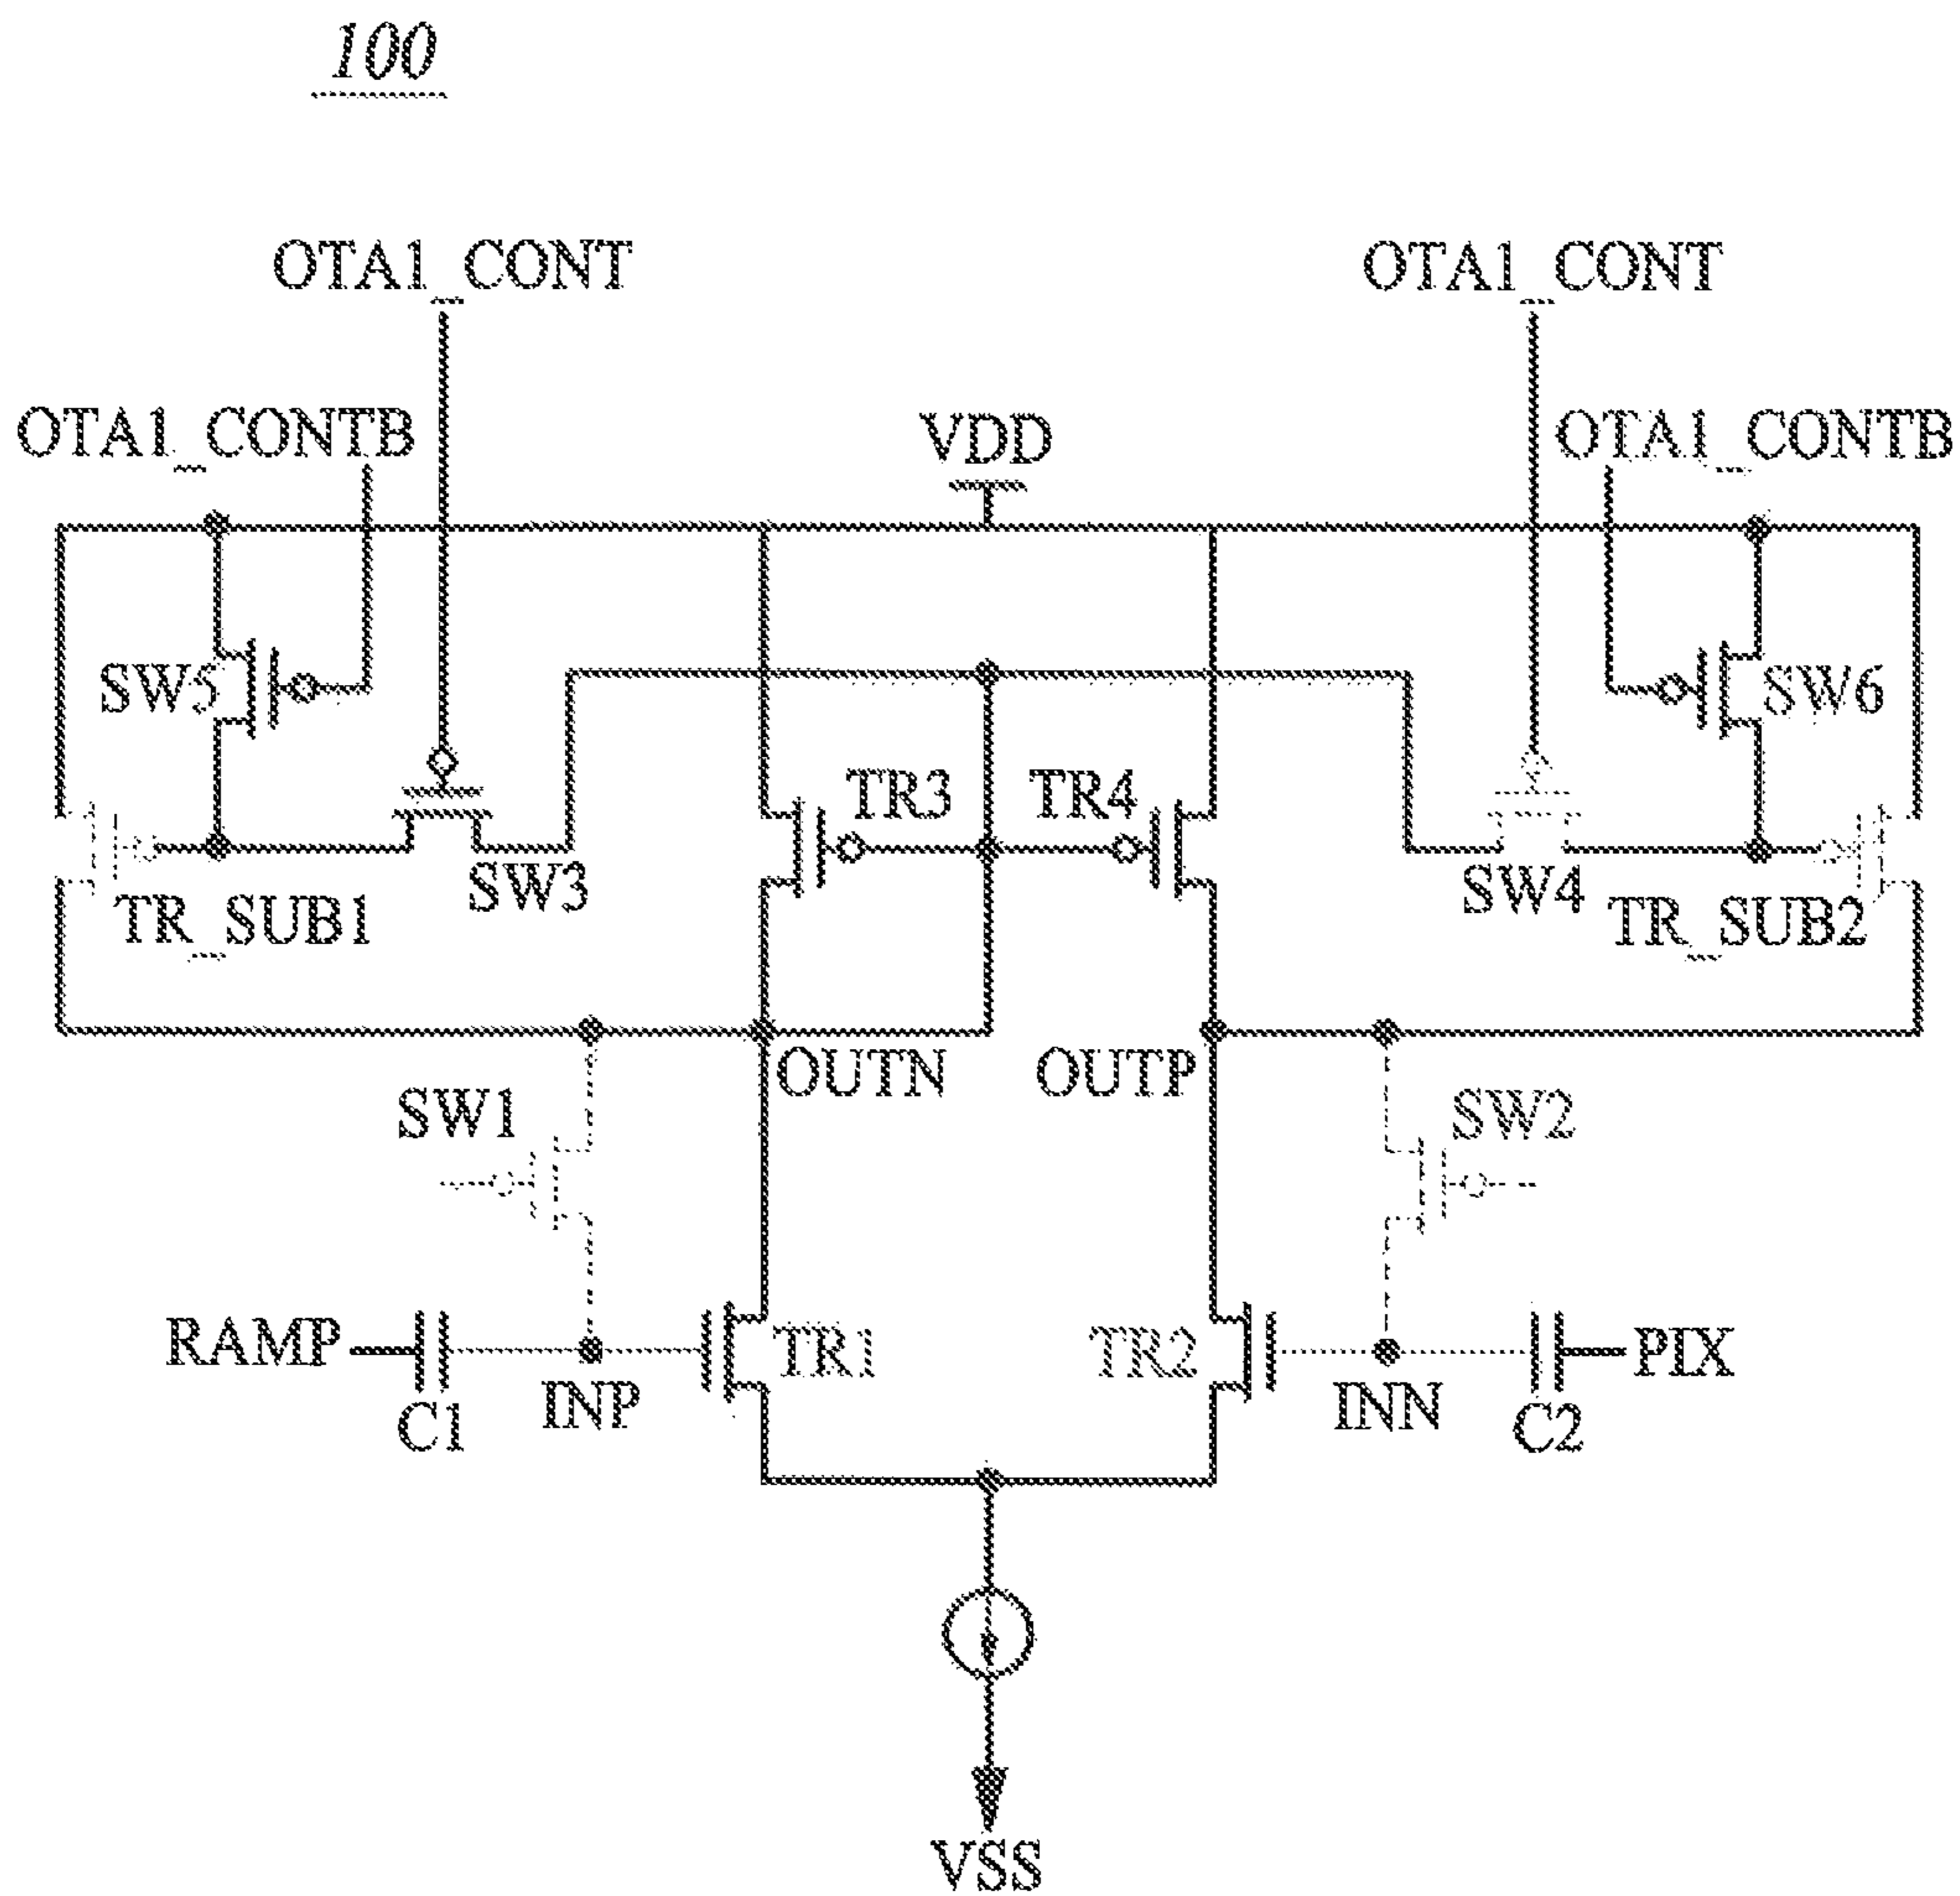 100
OTA1_CONT
OTA1_CONT
OTA1_CONTB
VDD
OTA1_CONTB
SW5
SW6
TR3
TR4
SW3
SW4
TR_SUB1
TR_SUB2
OUTN
OUTP
SW1
SW2
RAMP
TR1
TR2
PIX
C1
INP
INN
C2
VSS